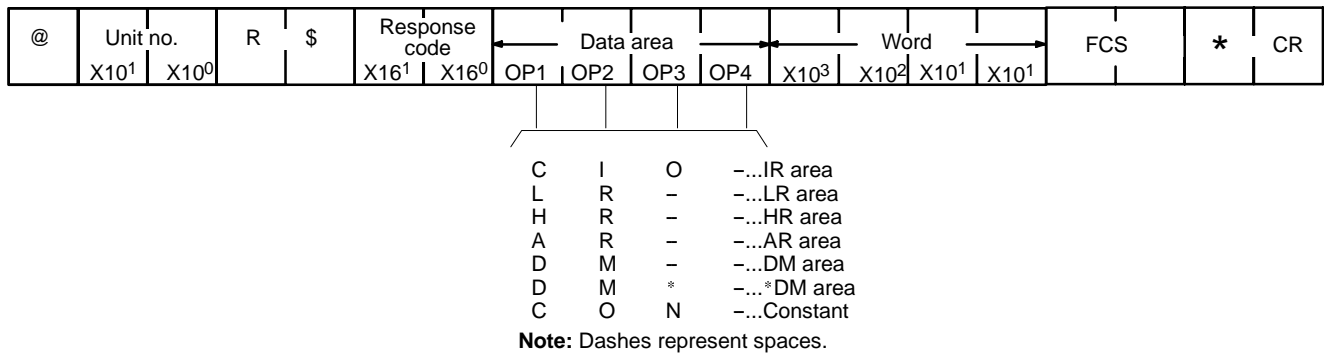 @ Unit no. R $ Response code Data area Word FCS * CR
X10¹ X10⁰ X16¹ X16⁰ OP1 OP2 OP3 OP4 X10³ X10² X10¹ X10¹
C I O –...IR area
L R – –...LR area
H R – –...HR area
A R – –...AR area
D M – –...DM area
D M * –...*DM area
C O N –...Constant
Note: Dashes represent spaces.